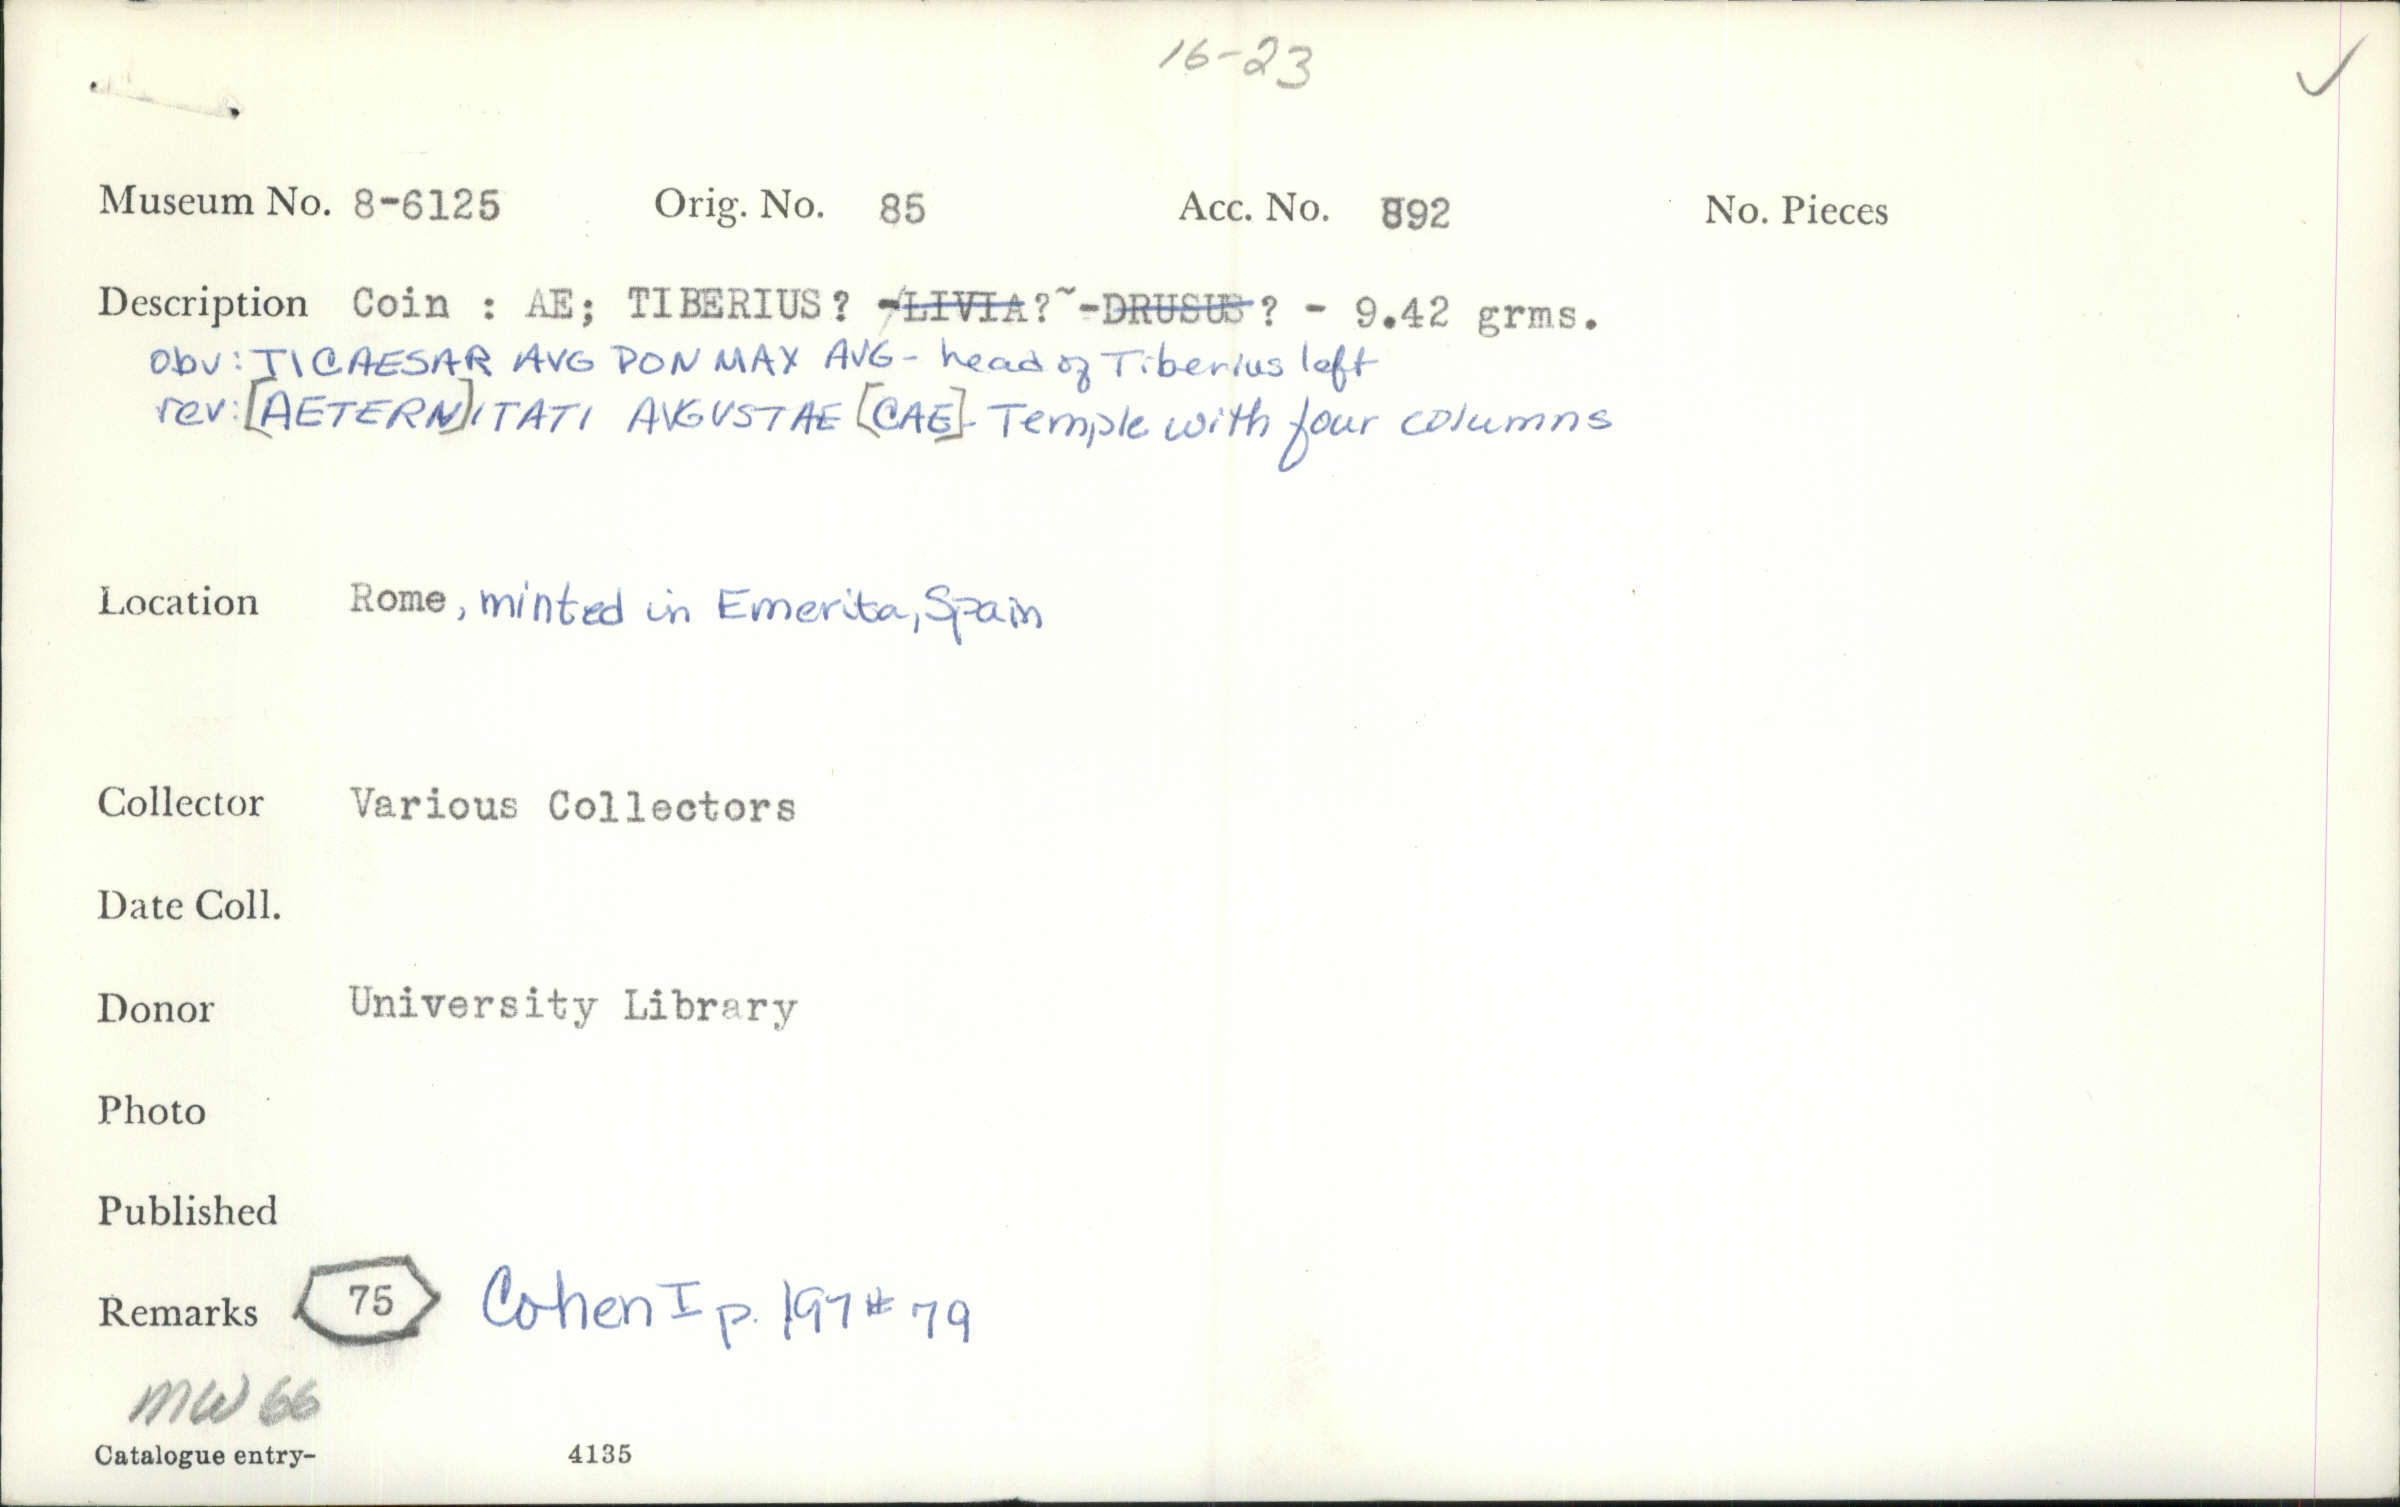 16-23 ✓
Museum No. 8-6125 Orig. No. 85 Acc. No. 892 No. Pieces
Description Coin : AE; TIBERIUS? -LIVIA?~-DRUSUS? - 9.42 grms.
obv: TI CAESAR AVG PON MAX AVG - head of Tiberius left
rev: [AETERN]ITATI AVGVSTAE [CAE]- Temple with four columns
Location Rome, minted in Emerita, Spain
Collector Various Collectors
Date Coll.
Donor University Library
Photo
Published
Remarks 75 Cohen I p. 197 # 79
MW 66
Catalogue entry- 4135